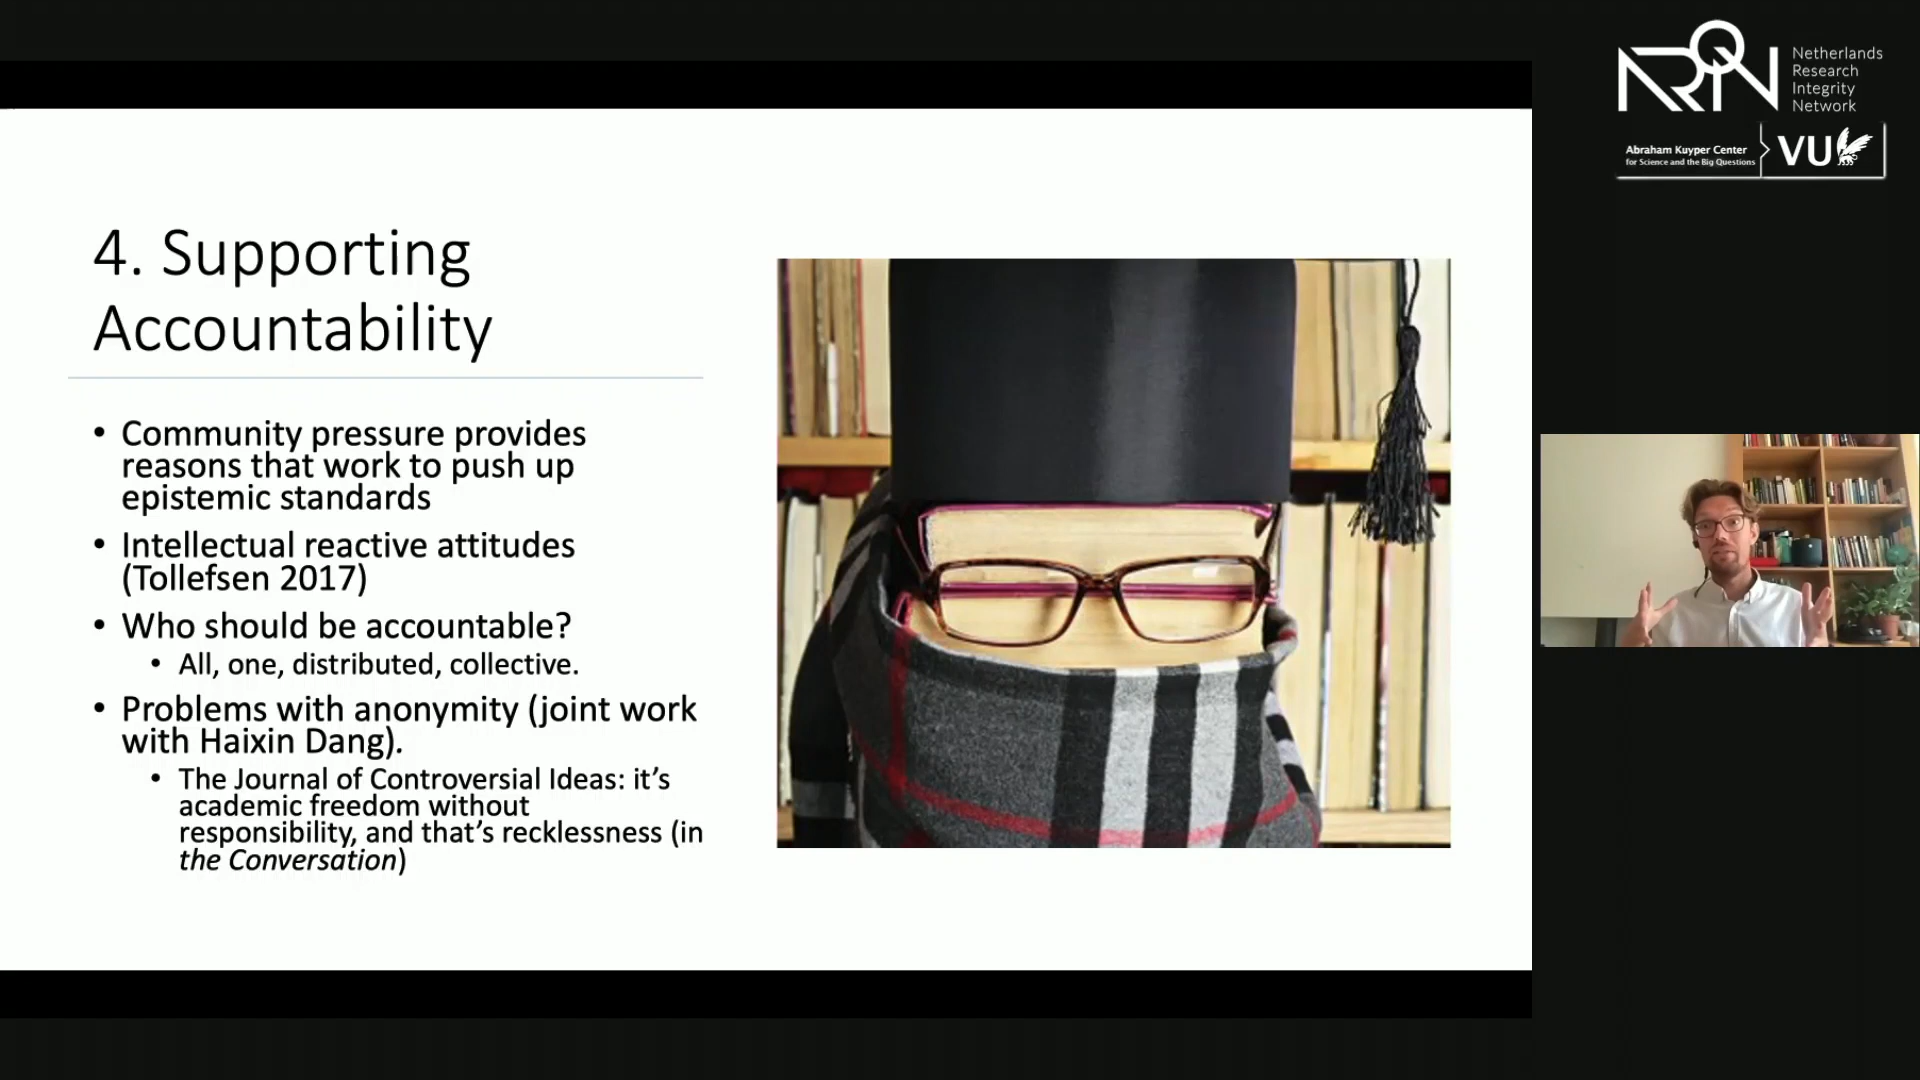 4. Supporting
Accountability
• Community pressure provides
reasons that work to push up
epistemic standards
• Intellectual reactive attitudes
(Tollefsen 2017)
• Who should be accountable?
• All, one, distributed, collective.
• Problems with anonymity (joint work
with Haixin Dang).
• The Journal of Controversial Ideas: it’s
academic freedom without
responsibility, and that’s recklessness (in
the Conversation)
NRIN
Netherlands
Research
Integrity
Network
Abraham Kuyper Center
for Science and the Big Questions
VU